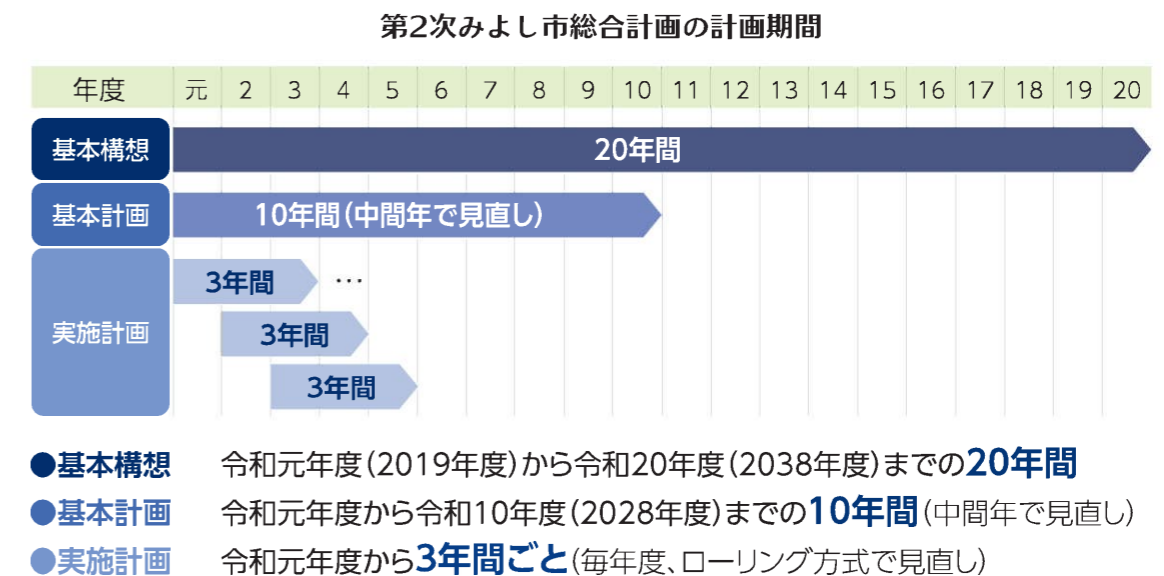 第2次みよし市総合計画の計画期間
年度 元 2 3 4 5 6 7 8 9 10 11 12 13 14 15 16 17 18 19 20
基本構想 20年間
基本計画 10年間(中間年で見直し)
3年間 …
実施計画 3年間
3年間
●基本構想 令和元年度(2019年度)から令和20年度(2038年度)までの20年間
●基本計画 令和元年度から令和10年度(2028年度)までの10年間(中間年で見直し)
●実施計画 令和元年度から3年間ごと(毎年度、ローリング方式で見直し)